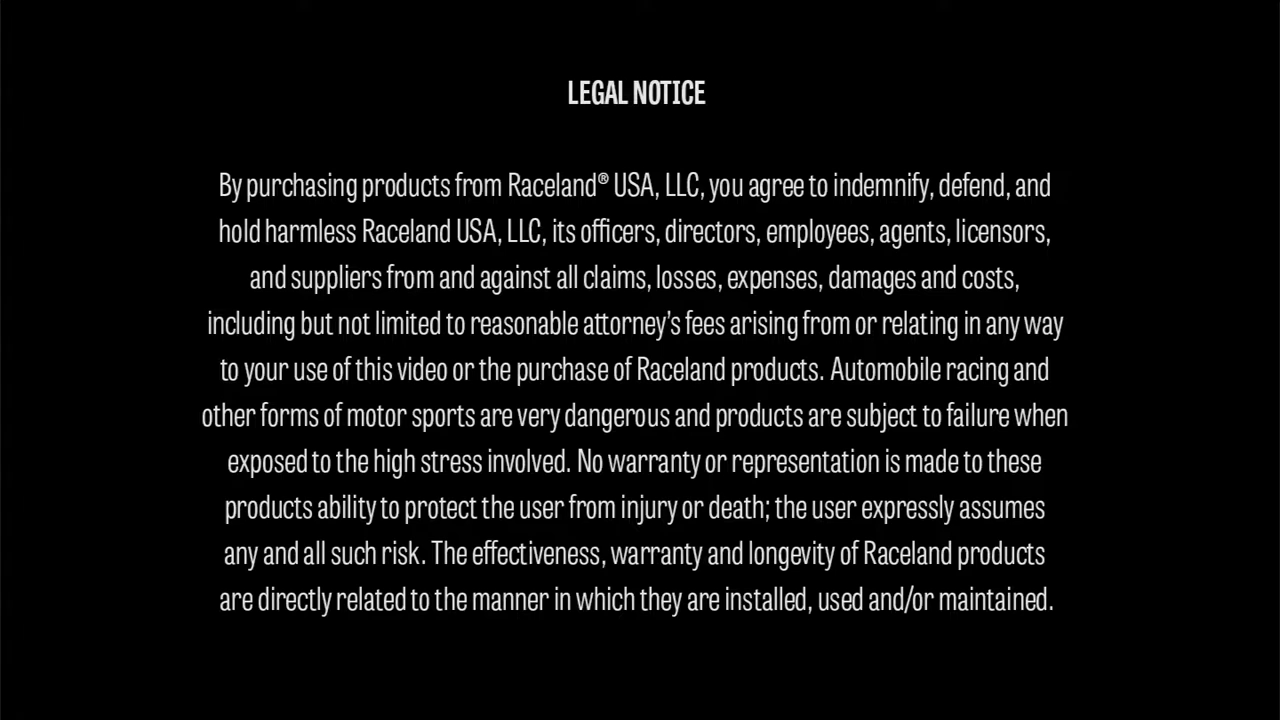 LEGAL NOTICE
By purchasing products from Raceland® USA, LLC, you agree to indemnify, defend, and
hold harmless Raceland USA, LLC, its officers, directors, employees, agents, licensors,
and suppliers from and against all claims, losses, expenses, damages and costs,
including but not limited to reasonable attorney's fees arising from or relating in any way
to your use of this video or the purchase of Raceland products. Automobile racing and
other forms of motor sports are very dangerous and products are subject to failure when
exposed to the high stress involved. No warranty or representation is made to these
products ability to protect the user from injury or death; the user expressly assumes
any and all such risk. The effectiveness, warranty and longevity of Raceland products
are directly related to the manner in which they are installed, used and/or maintained.